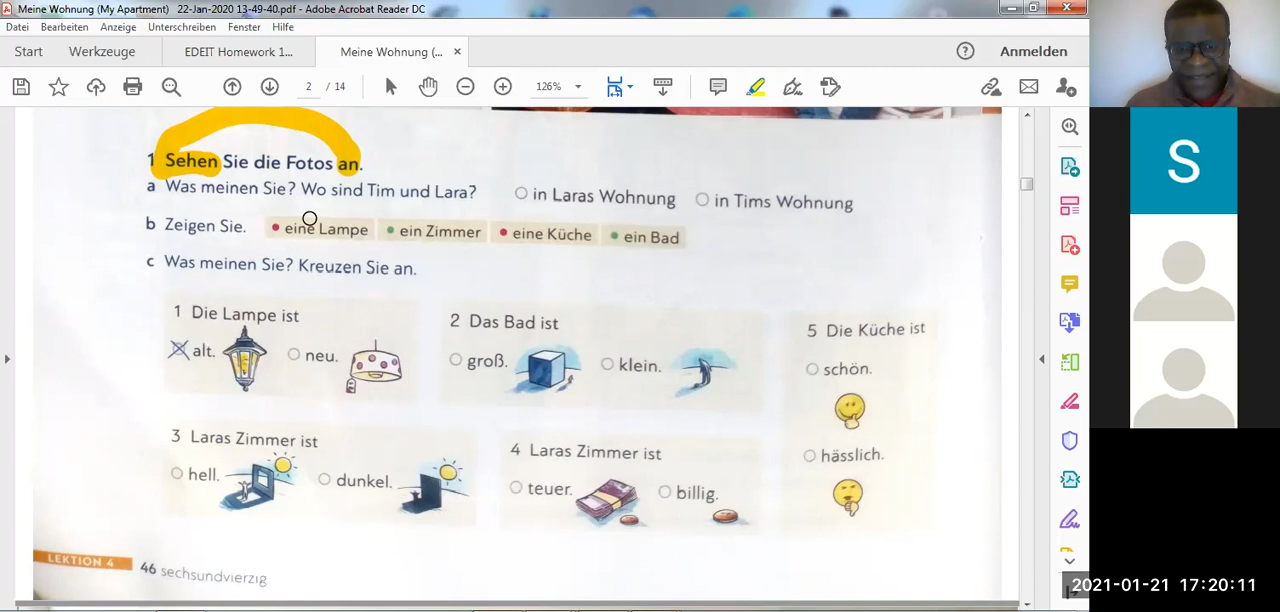 Meine Wohnung (My Apartment) 22-Jan-2020 13-49-40.pdf - Adobe Acrobat Reader DC
Datei Bearbeiten Anzeige Unterschreiben Fenster Hilfe
Start Werkzeuge EDEIT Homework 1... Meine Wohnung (... × Anmelden
2 / 14 126%
1 Sehen Sie die Fotos an.
a Was meinen Sie? Wo sind Tim und Lara? in Laras Wohnung in Tims Wohnung
b Zeigen Sie. • eine Lampe • ein Zimmer • eine Küche • ein Bad
c Was meinen Sie? Kreuzen Sie an.
1 Die Lampe ist
alt. neu.
2 Das Bad ist
groß. klein.
5 Die Küche ist
schön.
hässlich.
3 Laras Zimmer ist
hell. dunkel.
4 Laras Zimmer ist
teuer. billig.
LEKTION 4 46 sechsundvierzig
S
2021-01-21 17:20:11